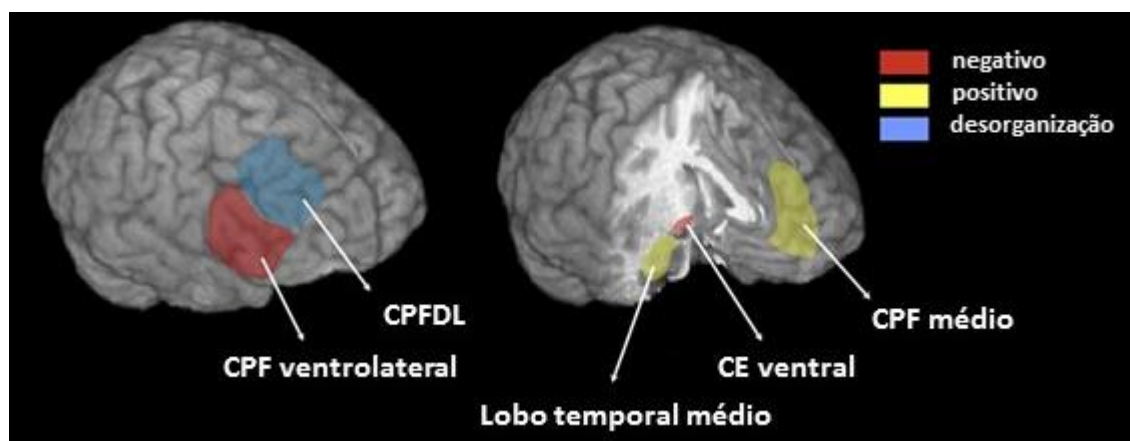 negativo
positivo
desorganização
CPFDL
CPF ventrolateral
CPF médio
CE ventral
Lobo temporal médio